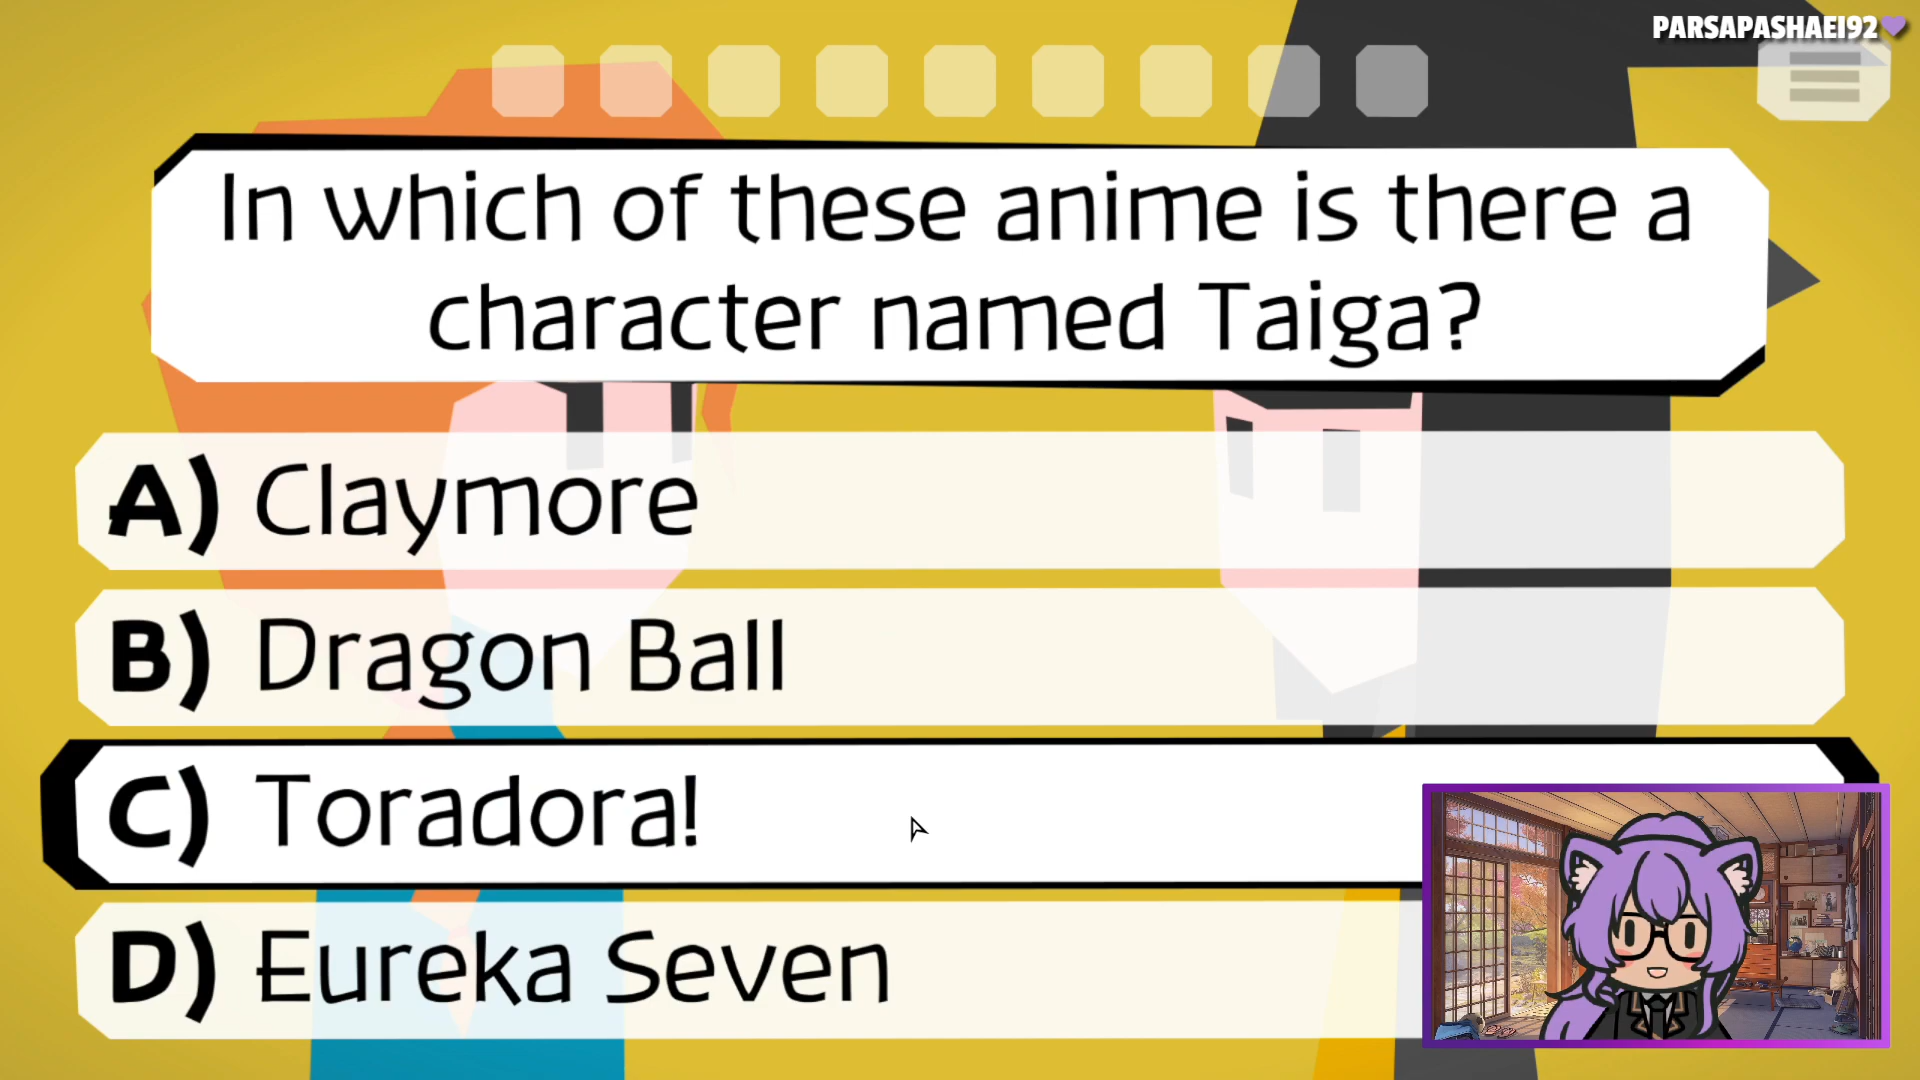 PARSAPASHAEI92
In which of these anime is there a
character named Taiga?
A) Claymore
B) Dragon Ball
C) Toradora!
D) Eureka Seven